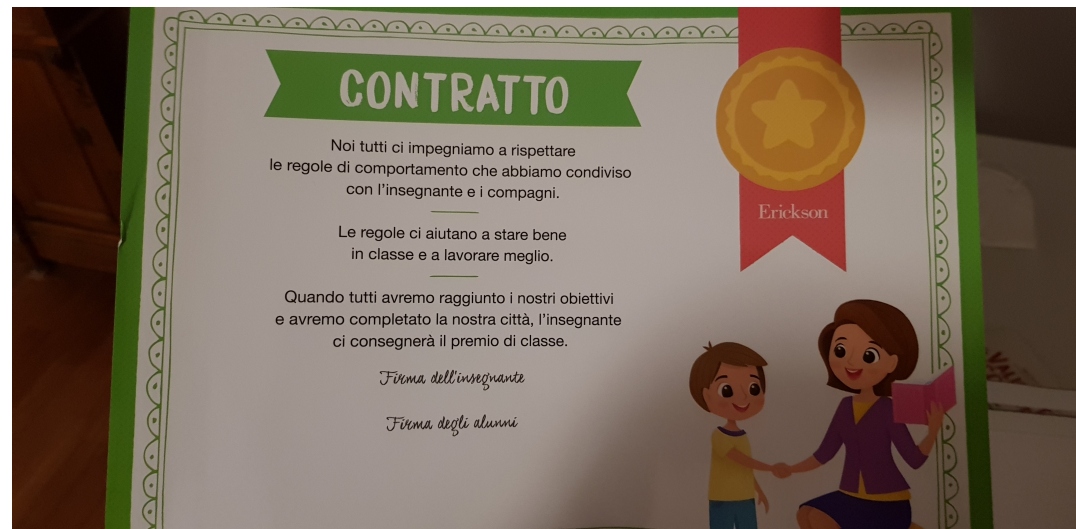 CONTRATTO
Noi tutti ci impegniamo a rispettare
le regole di comportamento che abbiamo condiviso
con l'insegnante e i compagni.
Le regole ci aiutano a stare bene
in classe e a lavorare meglio.
Quando tutti avremo raggiunto i nostri obiettivi
e avremo completato la nostra città, l'insegnante
ci consegnerà il premio di classe.
Firma dell'insegnante
Firma degli alunni
Erickson